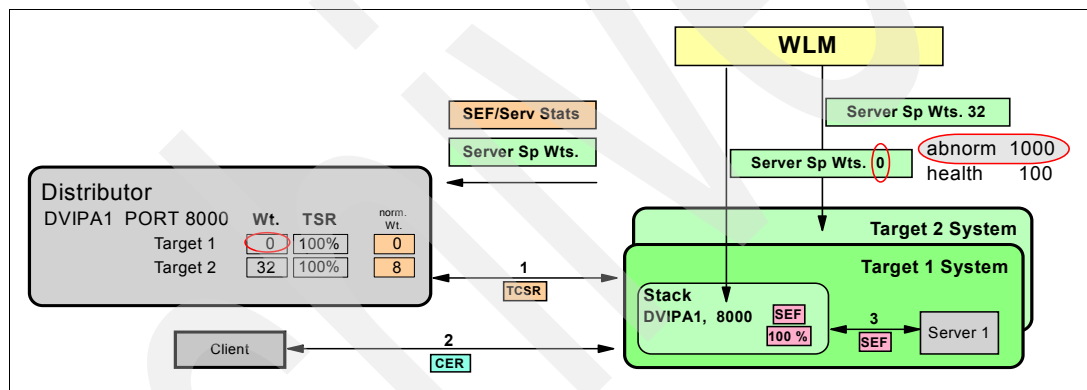 WLM
SEF/Serv Stats
Server Sp Wts. 32
Server Sp Wts.
Server Sp Wts. 0
abnorm 1000
health 100
Distributor
DVIPA1 PORT 8000 Wt. TSR norm. Wt.
Target 1 0 100% 0
Target 2 32 100% 8
Target 2 System
Target 1 System
1
TCSR
Stack
DVIPA1, 8000 SEF
100 %
3
SEF
Server 1
Client
2
CER